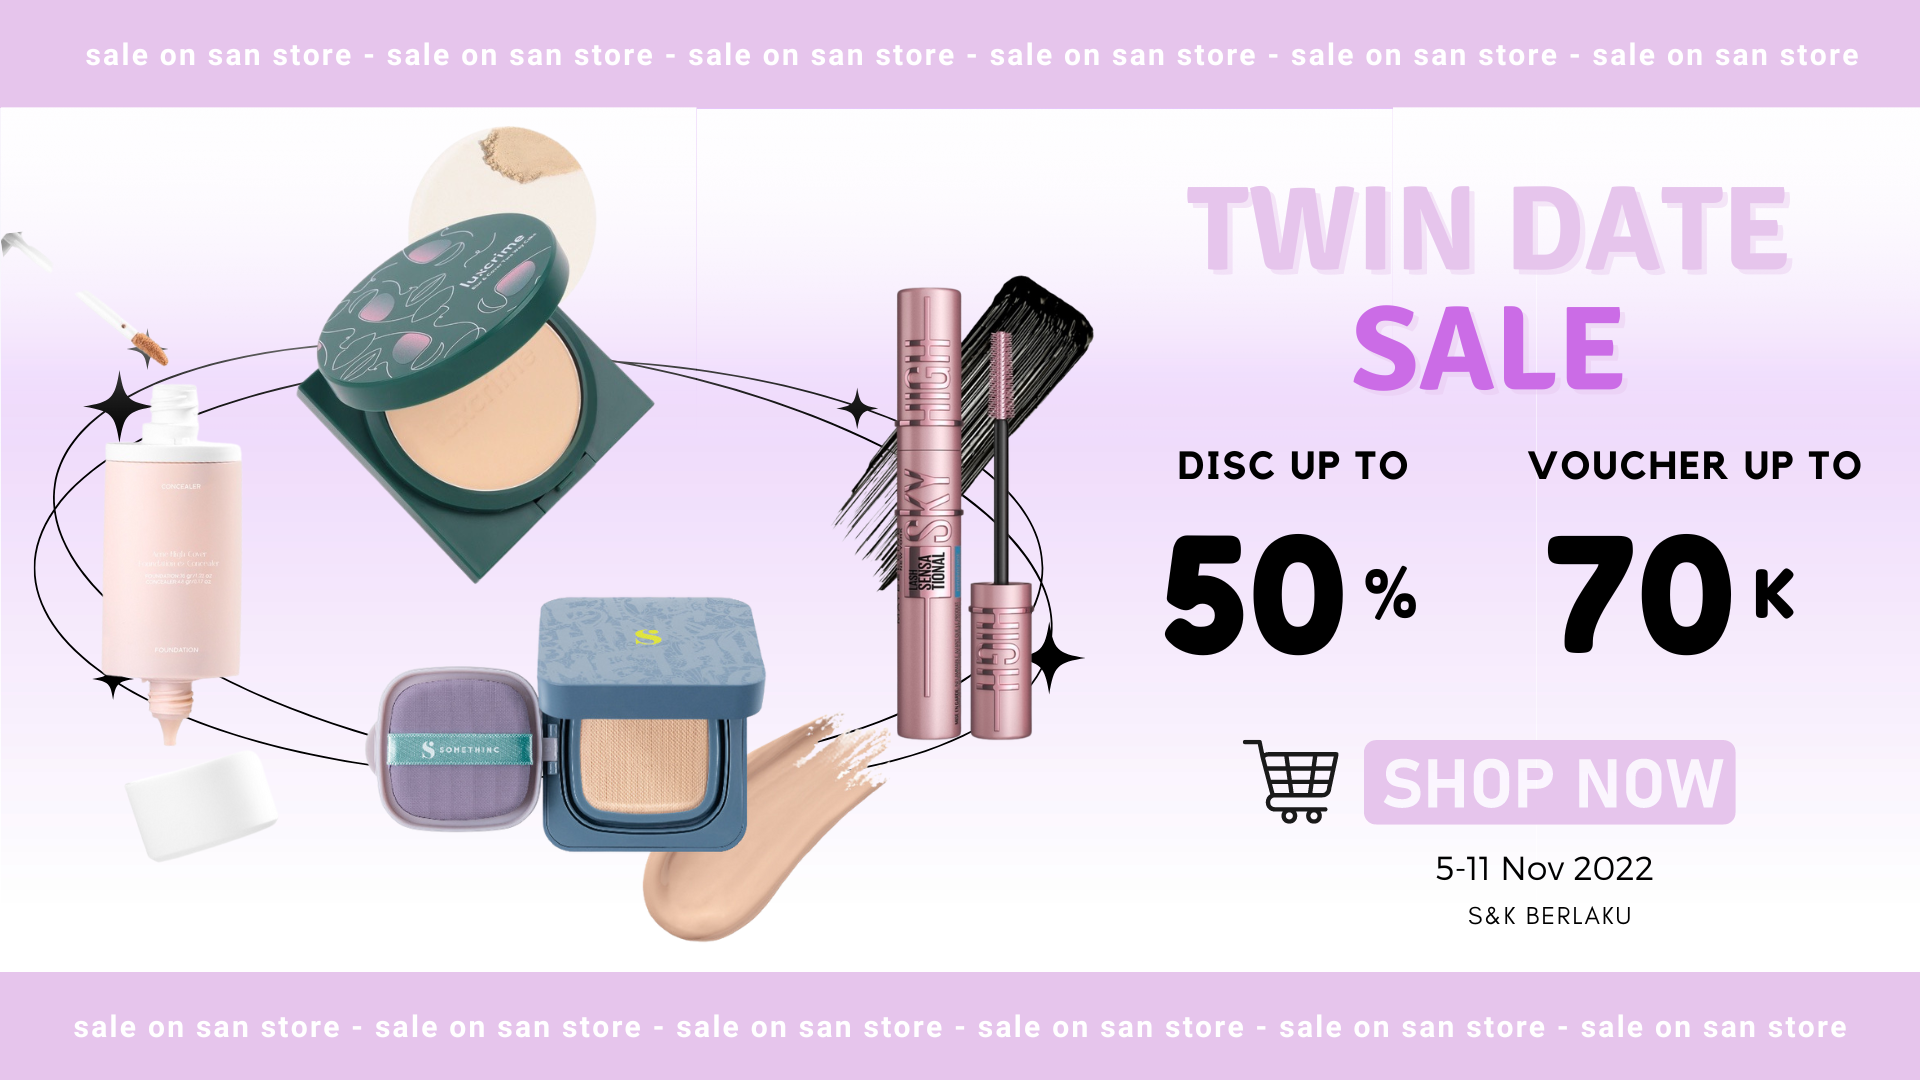 sale on san store - sale on san store - sale on san store - sale on san store - sale on san store - sale on san store
TWIN DATE
SALE
DISC UP TO
VOUCHER UP TO
50 %
70 K
SHOP NOW
5-11 Nov 2022
S&K BERLAKU
luxcrime
CONCEALER
FOUNDATION
SOMETHINC
SKY HIGH
LASH
SENSA
TIONAL
HIGH
sale on san store - sale on san store - sale on san store - sale on san store - sale on san store - sale on san store